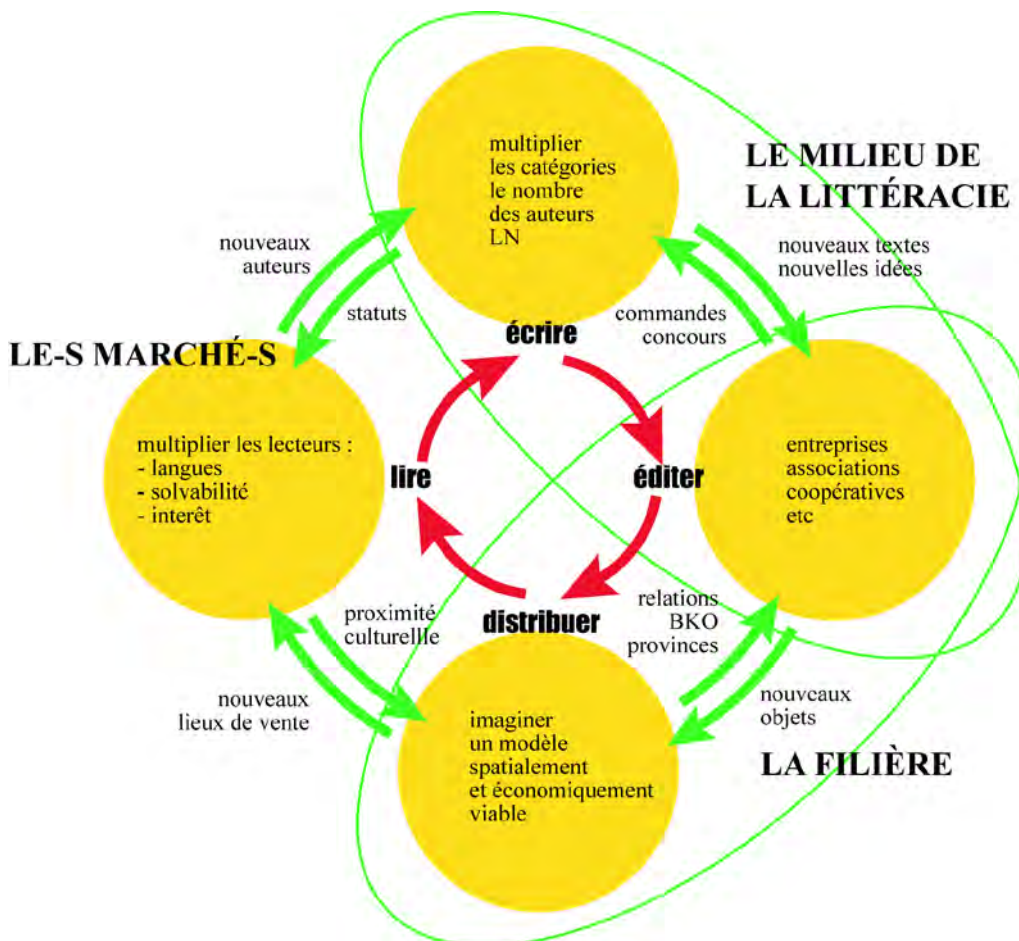 multiplier
les catégories
le nombre
des auteurs
LN
LE MILIEU DE
LA LITTÉRACIE
nouveaux
auteurs
nouveaux textes
nouvelles idées
statuts
commandes
concours
écrire
LE-S MARCHÉ-S
multiplier les lecteurs :
- langues
- solvabilité
- interêt
lire
éditer
entreprises
associations
coopératives
etc
distribuer
proximité
culturellle
relations
BKO
provinces
nouveaux
lieux de vente
nouveaux
objets
imaginer
un modèle
spatialement
et économiquement
viable
LA FILIÈRE